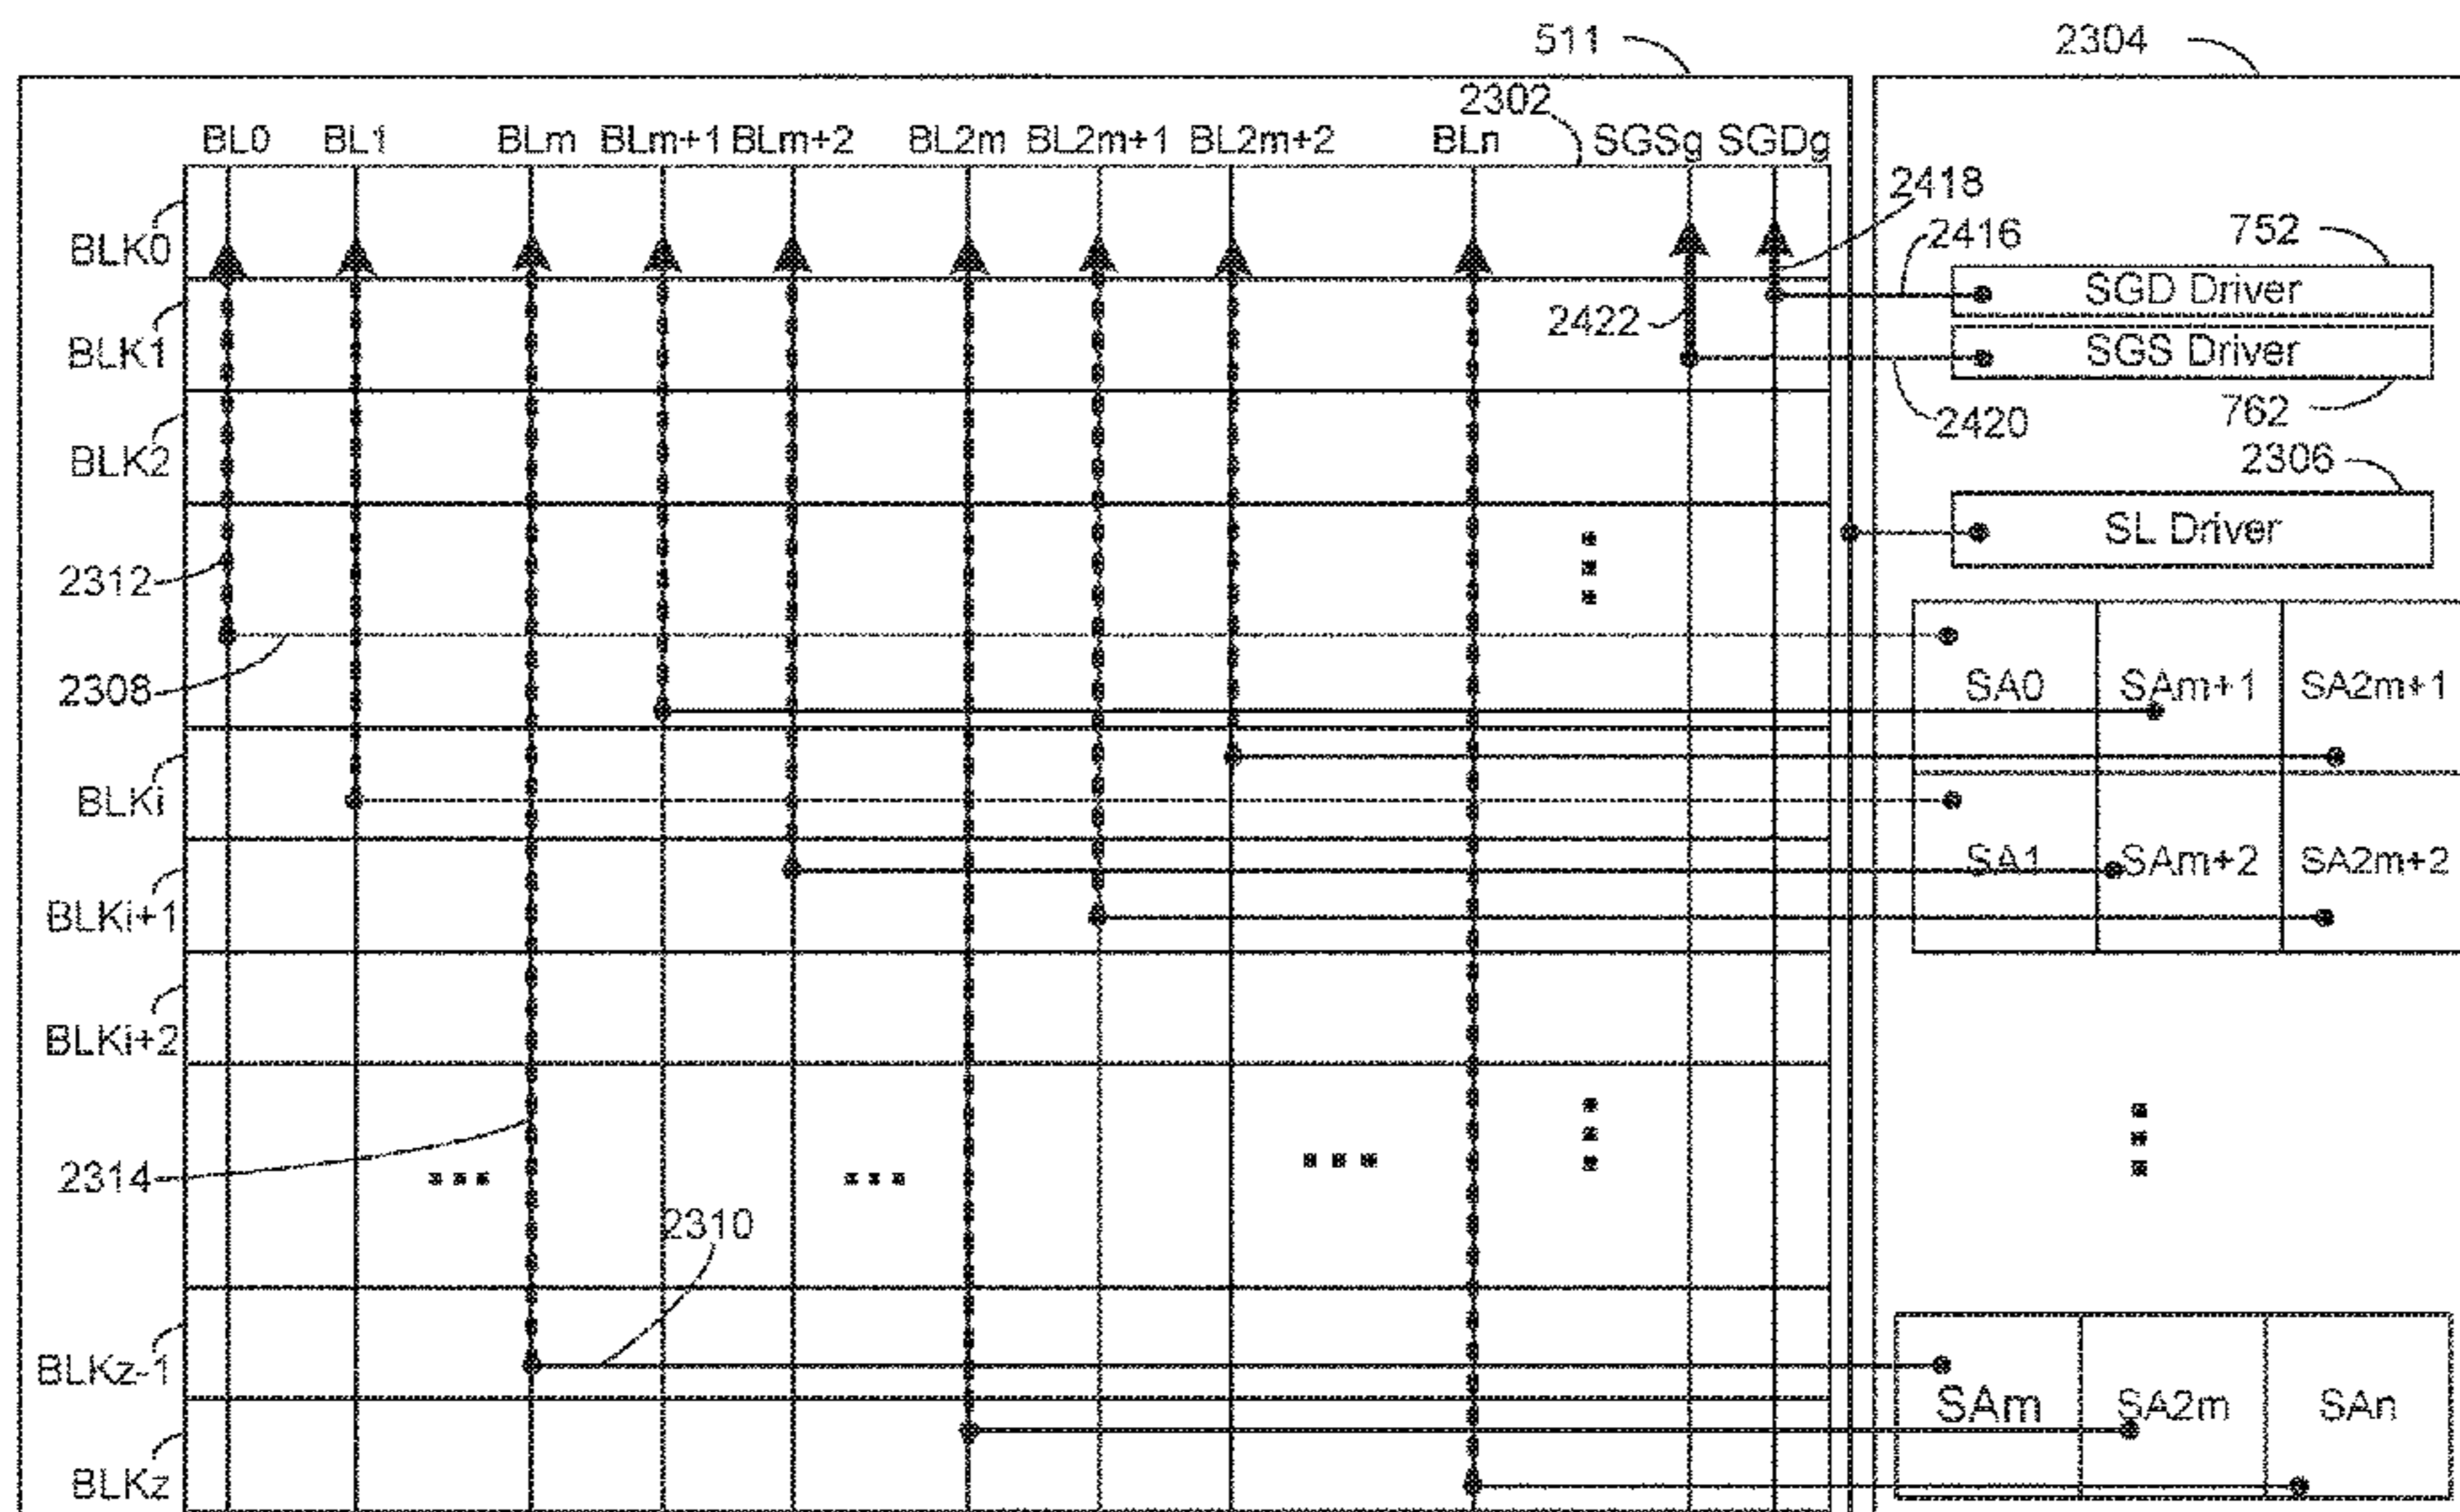 511
2304
2302
BL0 BL1 BLm BLm+1 BLm+2 BL2m BL2m+1 BL2m+2 BLn SGSg SGDg
2418
BLK0
2416
752
SGD Driver
2422
BLK1
SGS Driver
2420
762
BLK2
2306
SL Driver
2312
2308
SA0 SAm+1 SA2m+1
BLKi
SA1 SAm+2 SA2m+2
BLKi+1
BLKi+2
2314
2310
BLKz-1
SAm SA2m SAn
BLKz